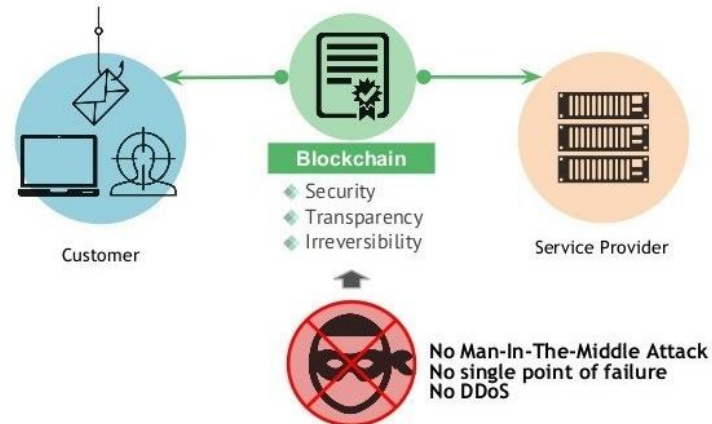 Blockchain
Security
Transparency
Irreversibility
Customer
Service Provider
No Man-In-The-Middle Attack
No single point of failure
No DDoS